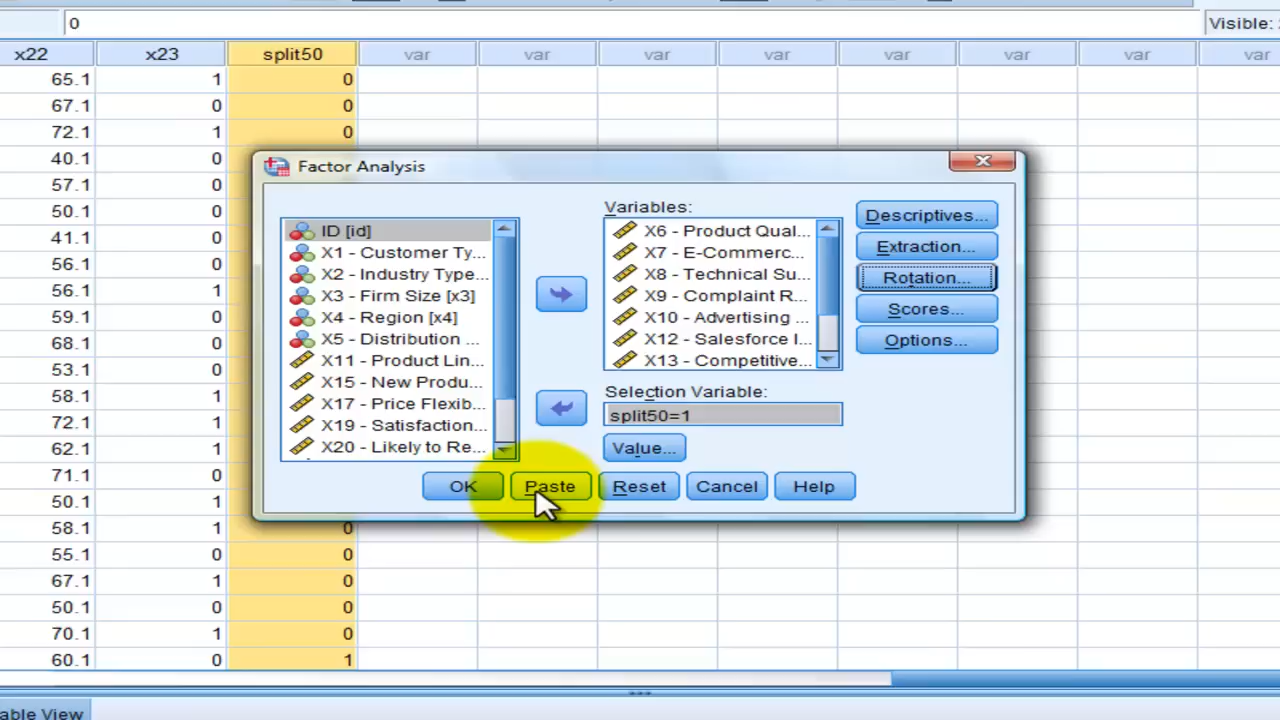 0
Visible:
x22 x23 split50 var var var var var var var var
65.1 1 0
67.1 0 0
72.1 1 0
40.1 0
57.1 0
50.1 0
41.1 0
56.1 0
56.1 1
59.1 0
68.1 0
53.1 0
58.1 1
72.1 1
62.1 1
71.1 0
50.1 1
58.1 1 0
55.1 0 0
67.1 1 0
50.1 0 0
70.1 1 0
60.1 0 1
Factor Analysis
ID [id]
X1 - Customer Ty...
X2 - Industry Type...
X3 - Firm Size [x3]
X4 - Region [x4]
X5 - Distribution ...
X11 - Product Lin...
X15 - New Produ...
X17 - Price Flexib...
X19 - Satisfaction...
X20 - Likely to Re...
Variables:
X6 - Product Qual...
X7 - E-Commerc...
X8 - Technical Su...
X9 - Complaint R...
X10 - Advertising ...
X12 - Salesforce I...
X13 - Competitive...
Selection Variable:
split50=1
Value...
Descriptives...
Extraction...
Rotation...
Scores...
Options...
OK Paste Reset Cancel Help
able View